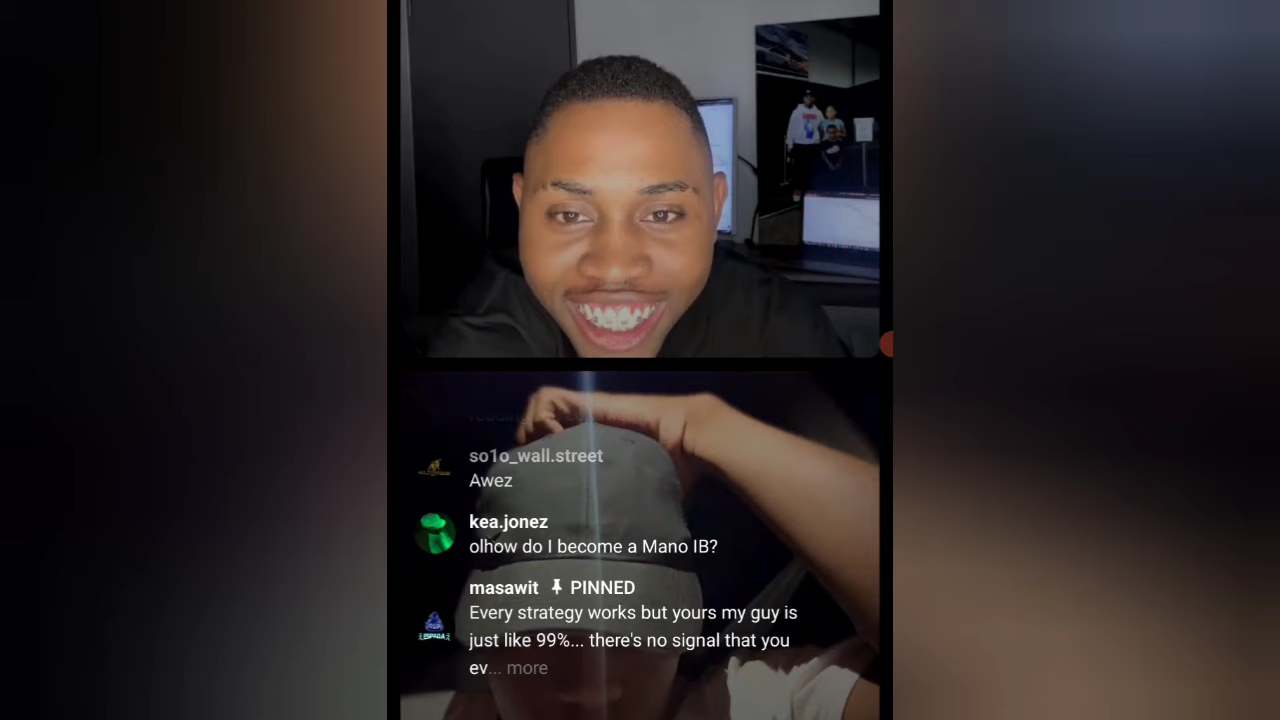 so1o_wall.street
Awez
kea.jonez
olhow do I become a Mano IB?
masawit PINNED
Every strategy works but yours my guy is
just like 99%... there's no signal that you
ev... more